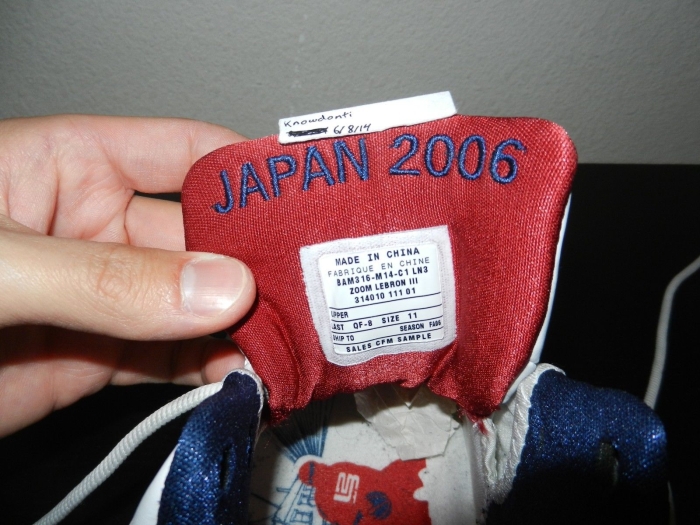 Knowdonti
6/8/14
JAPAN 2006
MADE IN CHINA
FABRIQUE EN CHINE
BAM316-M14-C1 LN3
ZOOM LEBRON III
314010 111 01
UPPER
LAST QF-8 SIZE 11
SHIP TO SEASON FA06
SALES CFM SAMPLE